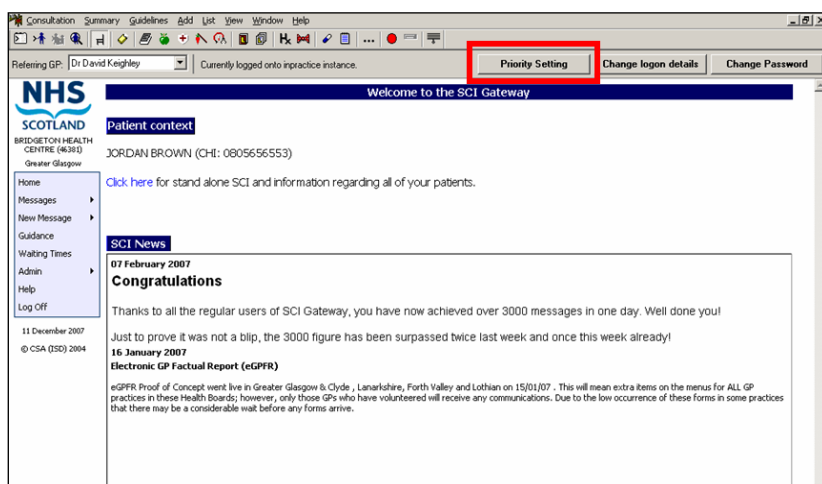 Consultation Summary Guidelines Add List View Window Help
Referring GP: Dr David Keighley Currently logged onto inpractice instance. Priority Setting Change logon details Change Password
NHS
SCOTLAND
BRIDGETON HEALTH
CENTRE (46381)
Greater Glasgow
Home
Messages
New Message
Guidance
Waiting Times
Admin
Help
Log Off
11 December 2007
© CSA (ISD) 2004
Welcome to the SCI Gateway
Patient context
JORDAN BROWN (CHI: 0805656553)
Click here for stand alone SCI and information regarding all of your patients.
SCI News
07 February 2007
Congratulations
Thanks to all the regular users of SCI Gateway, you have now achieved over 3000 messages in one day. Well done you!
Just to prove it was not a blip, the 3000 figure has been surpassed twice last week and once this week already!
16 January 2007
Electronic GP Factual Report (eGPFR)
eGPFR Proof of Concept went live in Greater Glasgow & Clyde , Lanarkshire, Forth Valley and Lothian on 15/01/07 . This will mean extra items on the menus for ALL GP
practices in these Health Boards; however, only those GPs who have volunteered will receive any communications. Due to the low occurrence of these forms in some practices
that there may be a considerable wait before any forms arrive.